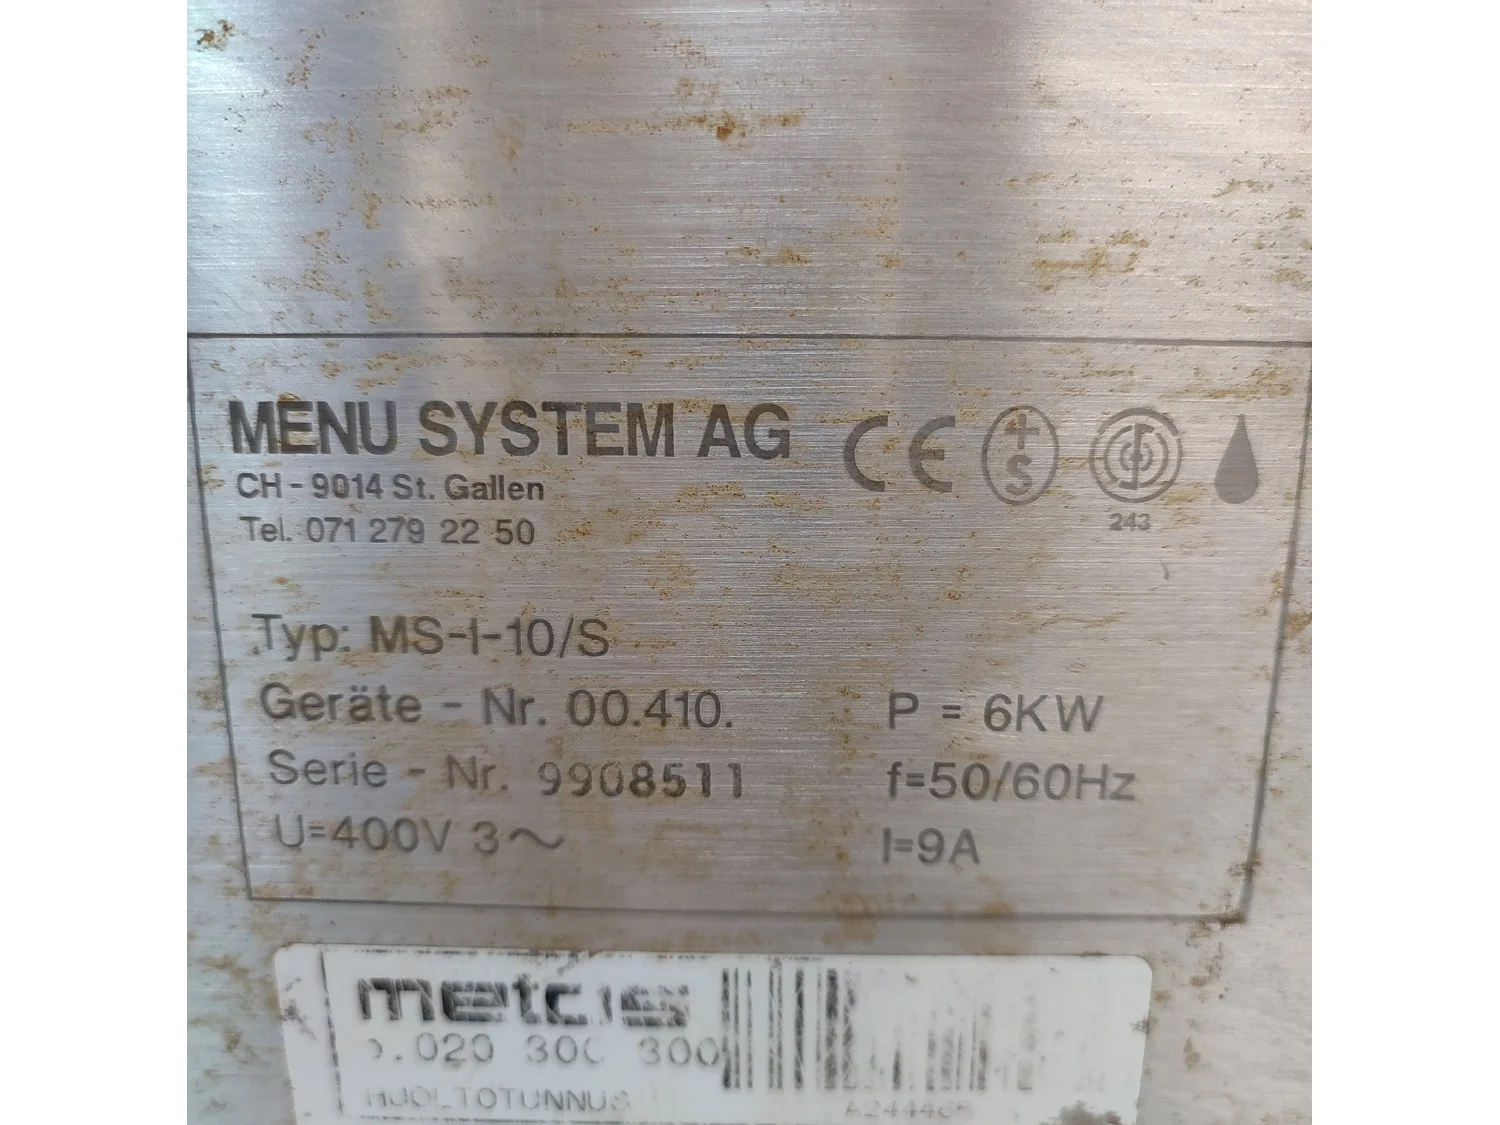 MENU SYSTEM AG
CE +S
243
CH - 9014 St. Gallen
Tel. 071 279 22 50
Typ: MS-I-10/S
Geräte - Nr. 00.410.
P = 6KW
Serie - Nr. 9908511
f=50/60Hz
U=400V 3~
I=9A
metos
020 300 300
HUOLTOTUNNUS